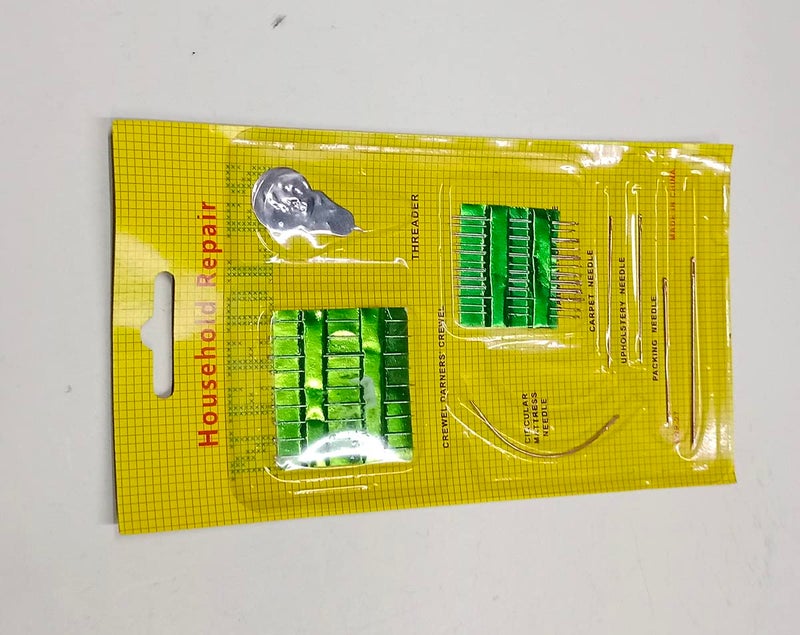 Household Repair
THREADER
CREWEL DARNERS' CREWEL
CIRCULAR
MATTRESS
NEEDLE
CARPET NEEDLE
UPHOLSTERY NEEDLE
PACKING NEEDLE
MADE IN CHINA